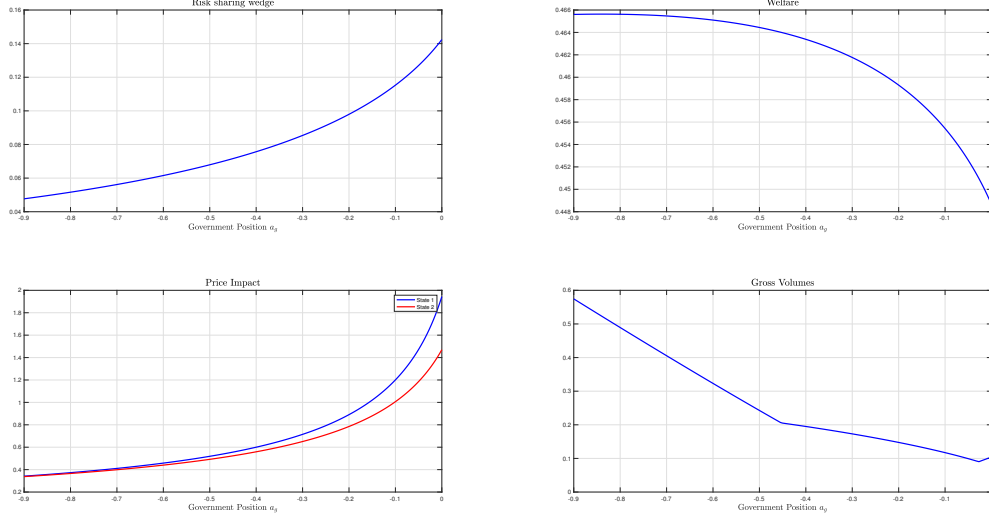 Risk sharing wedge
0.16
0.14
0.12
0.1
0.08
0.06
0.04
-0.9 -0.8 -0.7 -0.6 -0.5 -0.4 -0.3 -0.2 -0.1 0
Government Position a_g
Welfare
0.466
0.464
0.462
0.46
0.458
0.456
0.454
0.452
0.45
0.448
-0.9 -0.8 -0.7 -0.6 -0.5 -0.4 -0.3 -0.2 -0.1
Government Position a_g
Price Impact
2
1.8
1.6
1.4
1.2
1
0.8
0.6
0.4
0.2
State 1
State 2
-0.9 -0.8 -0.7 -0.6 -0.5 -0.4 -0.3 -0.2 -0.1 0
Government Position a_g
Gross Volumes
0.6
0.5
0.4
0.3
0.2
0.1
0
-0.9 -0.8 -0.7 -0.6 -0.5 -0.4 -0.3 -0.2 -0.1
Government Position a_g